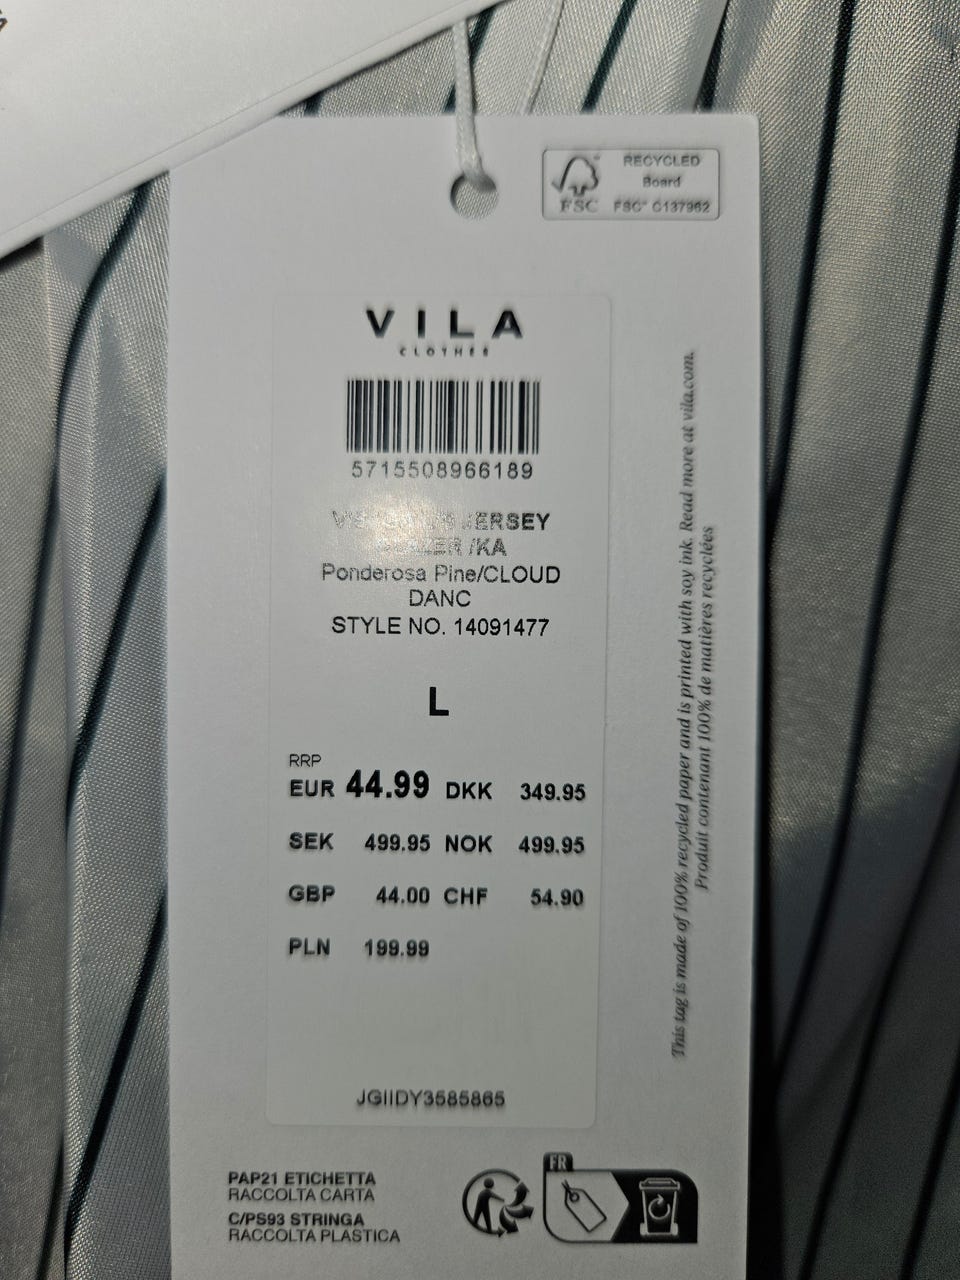 RECYCLED
Board
FSC
FSC® C137962
VILA
CLOTHES
5715508966189
JERSEY
/KA
Ponderosa Pine/CLOUD
DANC
STYLE NO. 14091477
L
RRP
EUR 44.99 DKK 349.95
SEK 499.95 NOK 499.95
GBP 44.00 CHF 54.90
PLN 199.99
JGIIDY3585865
This tag is made of 100% recycled paper and is printed with soy ink. Read more at vila.com.
Produit contenant 100% de matières recyclées
PAP21 ETICHETTA
RACCOLTA CARTA
C/PS93 STRINGA
RACCOLTA PLASTICA
FR